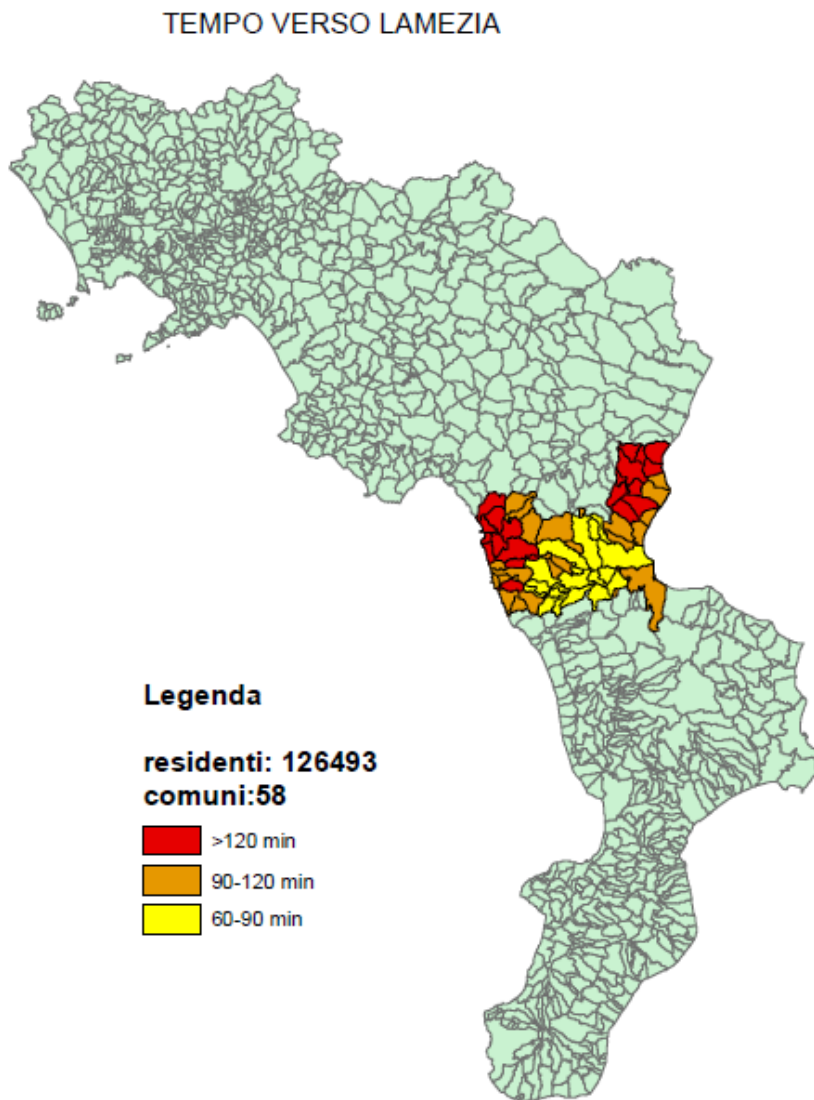 TEMPO VERSO LAMEZIA
Legenda
residenti: 126493
comuni:58
>120 min
90-120 min
60-90 min